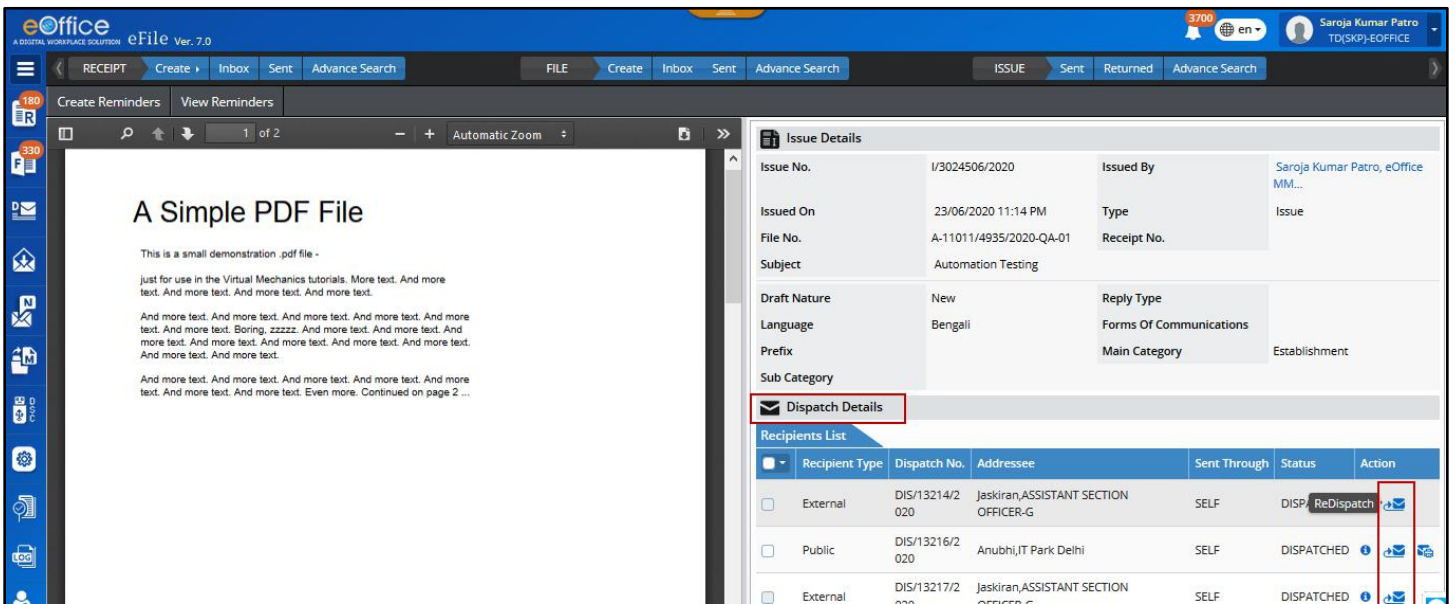 eOffice
A DIGITAL WORKPLACE SOLUTION eFile Ver. 7.0
3700
en
Saroja Kumar Patro
TD(SKP)-EOFFICE
RECEIPT Create Inbox Sent Advance Search FILE Create Inbox Sent Advance Search ISSUE Sent Returned Advance Search
Create Reminders View Reminders
180
R
330
F
D
N
M
DSC
LOG
1 of 2 Automatic Zoom
A Simple PDF File
This is a small demonstration .pdf file -
just for use in the Virtual Mechanics tutorials. More text. And more
text. And more text. And more text. And more text.
And more text. And more text. And more text. And more text. And more
text. And more text. Boring, zzzzz. And more text. And more text. And
more text. And more text. And more text. And more text. And more text.
And more text. And more text.
And more text. And more text. And more text. And more text. And more
text. And more text. And more text. Even more. Continued on page 2 ...
Issue Details
Issue No. I/3024506/2020 Issued By Saroja Kumar Patro, eOffice
MM...
Issued On 23/06/2020 11:14 PM Type Issue
File No. A-11011/4935/2020-QA-01 Receipt No.
Subject Automation Testing
Draft Nature New Reply Type
Language Bengali Forms Of Communications
Prefix Main Category Establishment
Sub Category
Dispatch Details
Recipients List
Recipient Type Dispatch No. Addressee Sent Through Status Action
External DIS/13214/2 Jaskiran,ASSISTANT SECTION SELF DISPA ReDispatch
020 OFFICER-G
Public DIS/13216/2 Anubhi,IT Park Delhi SELF DISPATCHED
020
External DIS/13217/2 Jaskiran,ASSISTANT SECTION SELF DISPATCHED